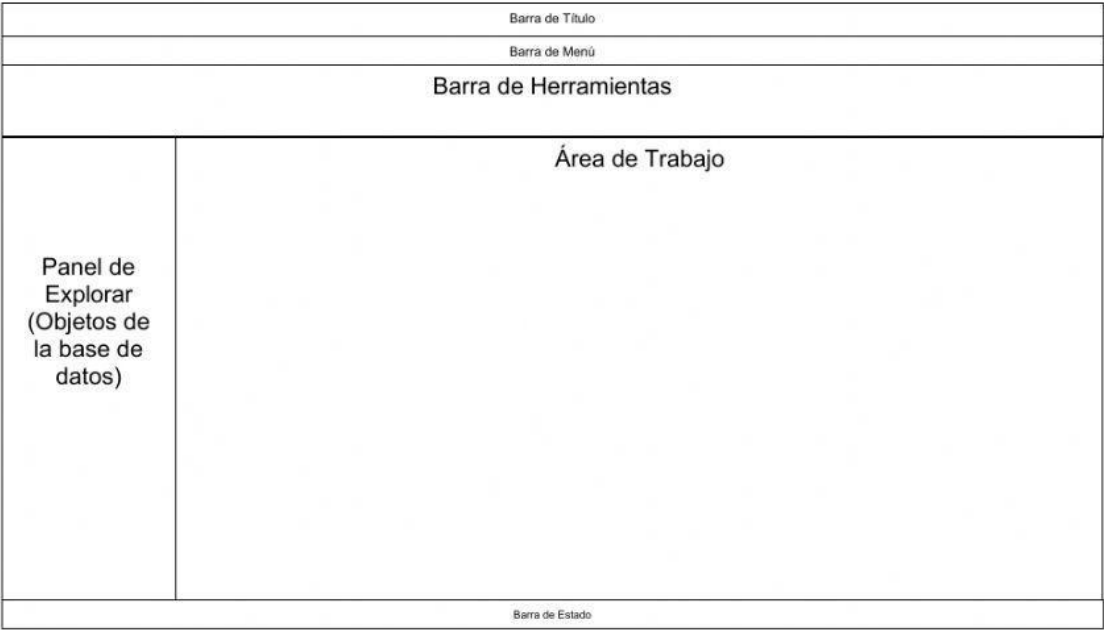 Barra de Título
Barra de Menú
Barra de Herramientas
Área de Trabajo
Panel de
Explorar
(Objetos de
la base de
datos)
Barra de Estado